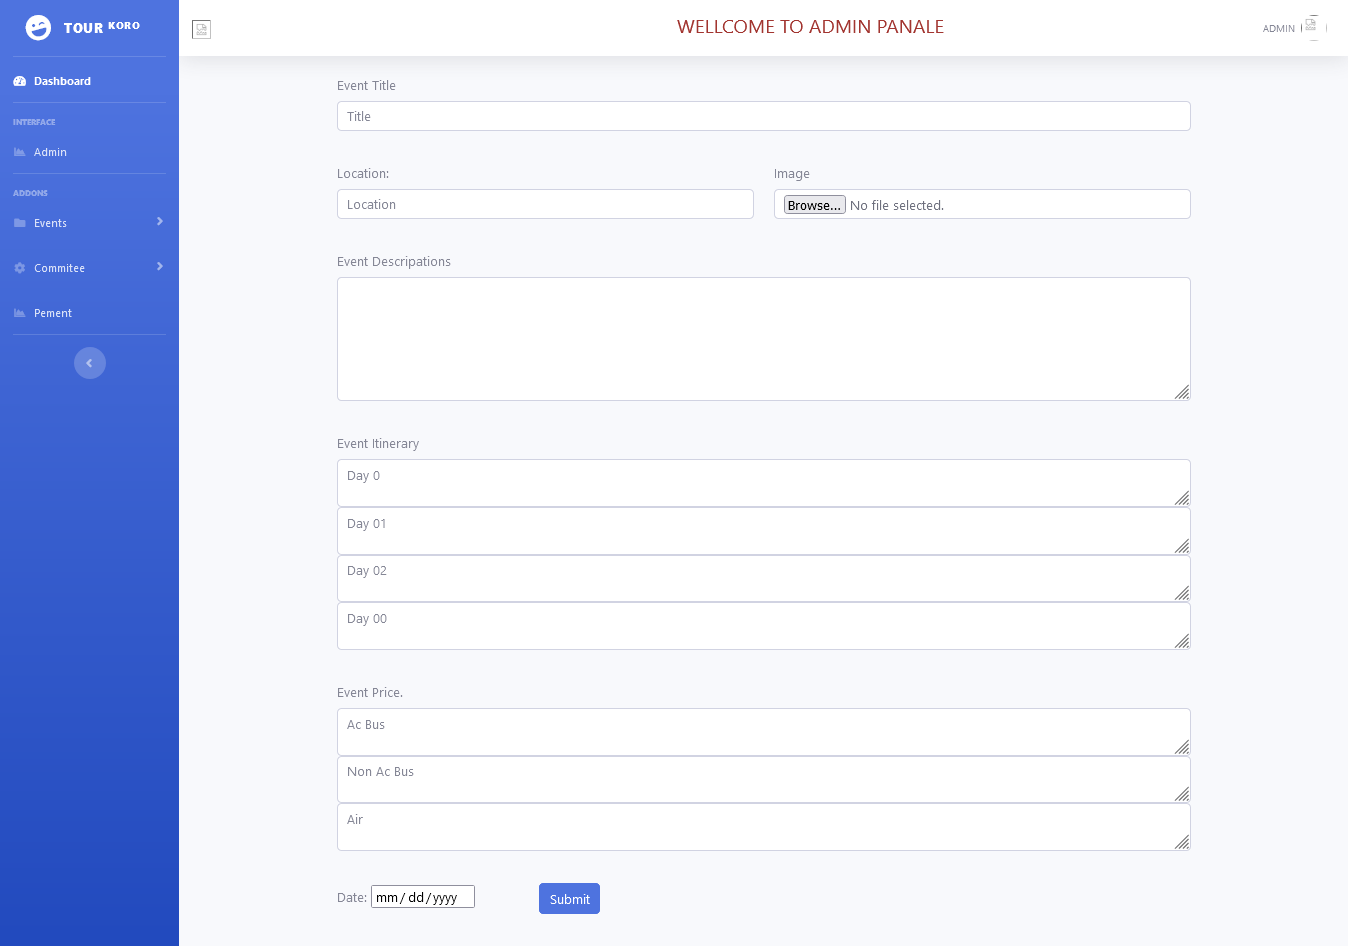 TOUR KORO
Dashboard
INTERFACE
Admin
ADDONS
Events
Commitee
Pement
WELLCOME TO ADMIN PANALE
ADMIN
Event Title
Title
Location:
Image
Location
Browse... No file selected.
Event Descripations
Event Itinerary
Day 0
Day 01
Day 02
Day 00
Event Price.
Ac Bus
Non Ac Bus
Air
Date: mm/dd/yyyy
Submit